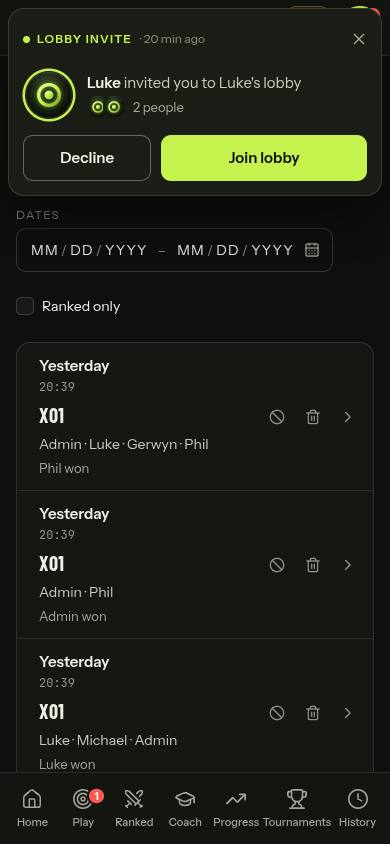 LOBBY INVITE · 20 min ago
Luke invited you to Luke's lobby
2 people
Decline
Join lobby
DATES
MM / DD / YYYY – MM / DD / YYYY
Ranked only
Yesterday
20:39
X01
Admin · Luke · Gerwyn · Phil
Phil won
Yesterday
20:39
X01
Admin · Phil
Admin won
Yesterday
20:39
X01
Luke · Michael · Admin
Luke won
1
Home Play Ranked Coach Progress Tournaments History